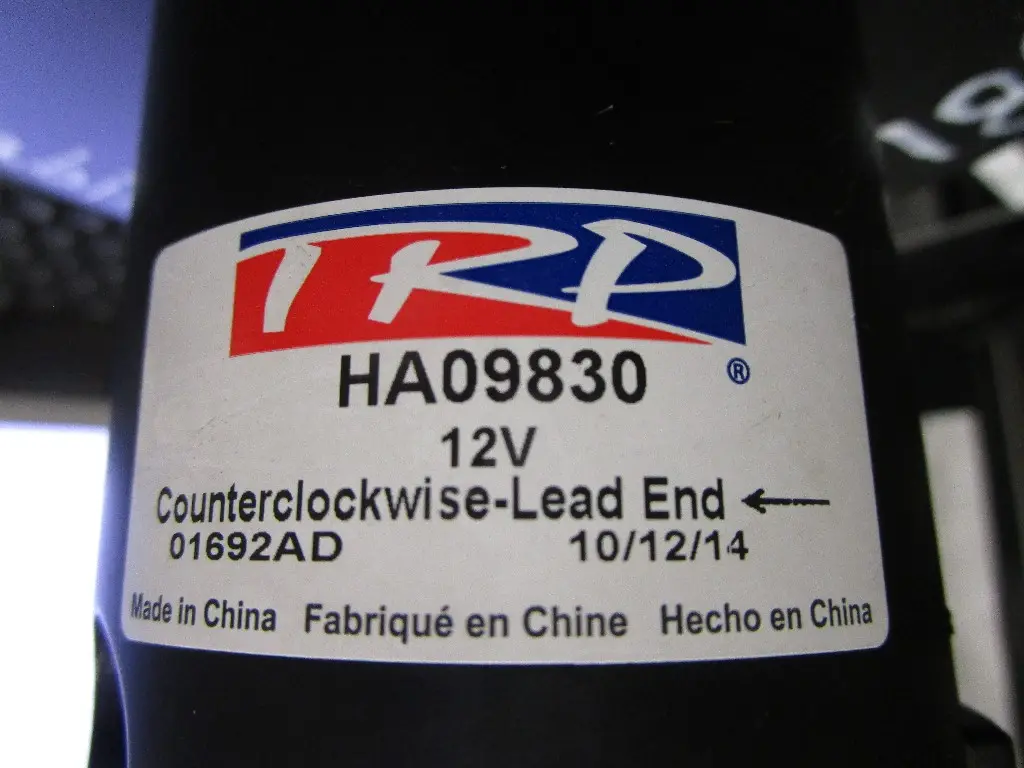 TRP
®
HA09830
12V
Counterclockwise-Lead End ←
01692AD 10/12/14
Made in China Fabriqué en Chine Hecho en China